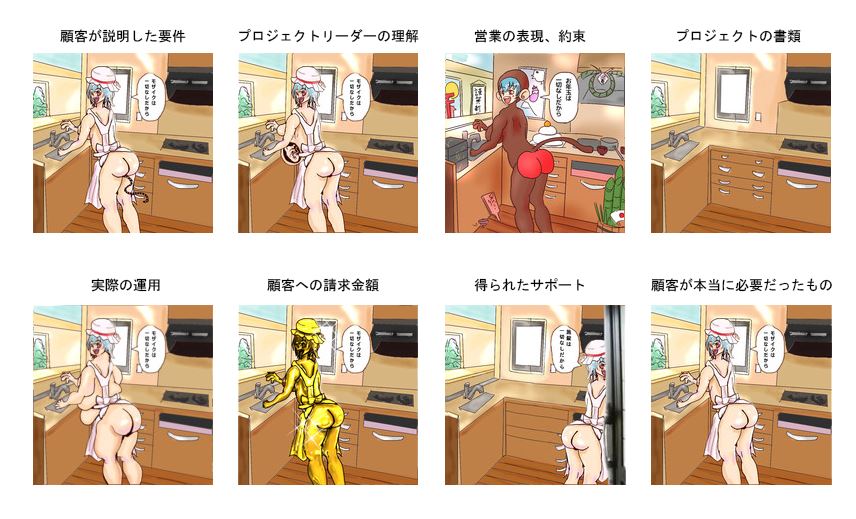 顧客が説明した要件
プロジェクトリーダーの理解
営業の表現、約束
プロジェクトの書類
モザイクは
一切なしだから
モザイクは
一切なしだから
お年玉は
一切なしだから
実際の運用
顧客への請求金額
得られたサポート
顧客が本当に必要だったもの
モザイクは
一切なしだから
モザイクは
一切なしだから
一切なしだから
モザイクは
一切なしだから